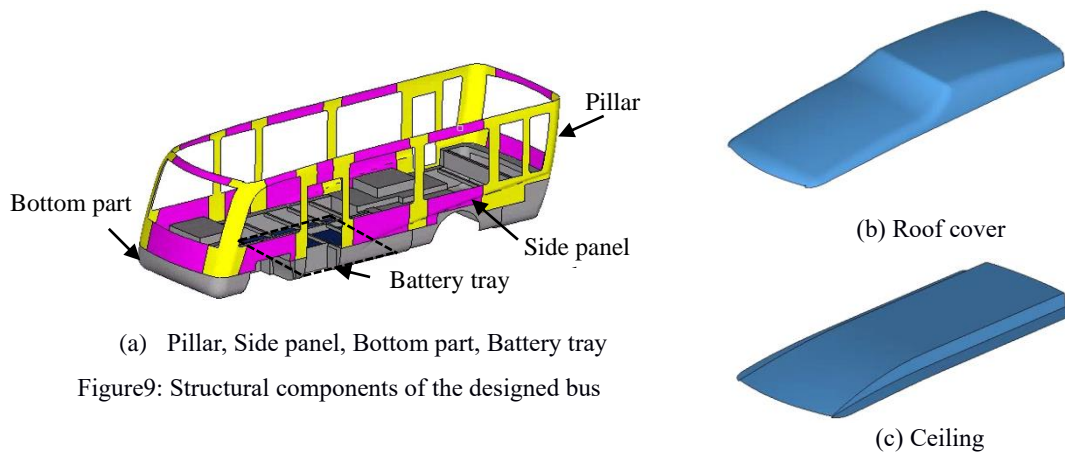 Pillar
Bottom part
Side panel
Battery tray
(a) Pillar, Side panel, Bottom part, Battery tray
Figure9: Structural components of the designed bus
(b) Roof cover
(c) Ceiling